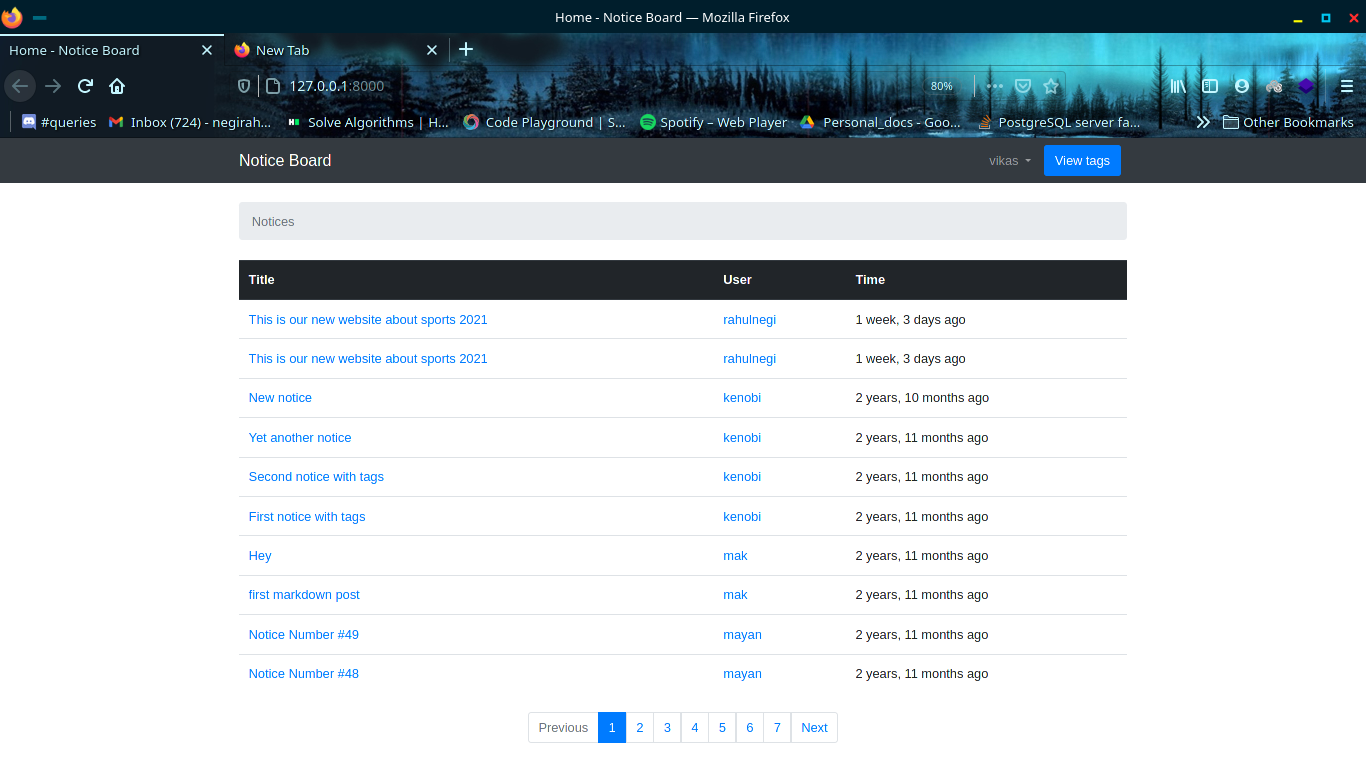 Home - Notice Board — Mozilla Firefox
Home - Notice Board New Tab
127.0.0.1:8000 80%
#queries Inbox (724) - negirah... Solve Algorithms | H... Code Playground | S... Spotify – Web Player Personal_docs - Goo... PostgreSQL server fa... Other Bookmarks
Notice Board vikas View tags
Notices
Title User Time
This is our new website about sports 2021 rahulnegi 1 week, 3 days ago
This is our new website about sports 2021 rahulnegi 1 week, 3 days ago
New notice kenobi 2 years, 10 months ago
Yet another notice kenobi 2 years, 11 months ago
Second notice with tags kenobi 2 years, 11 months ago
First notice with tags kenobi 2 years, 11 months ago
Hey mak 2 years, 11 months ago
first markdown post mak 2 years, 11 months ago
Notice Number #49 mayan 2 years, 11 months ago
Notice Number #48 mayan 2 years, 11 months ago
Previous 1 2 3 4 5 6 7 Next